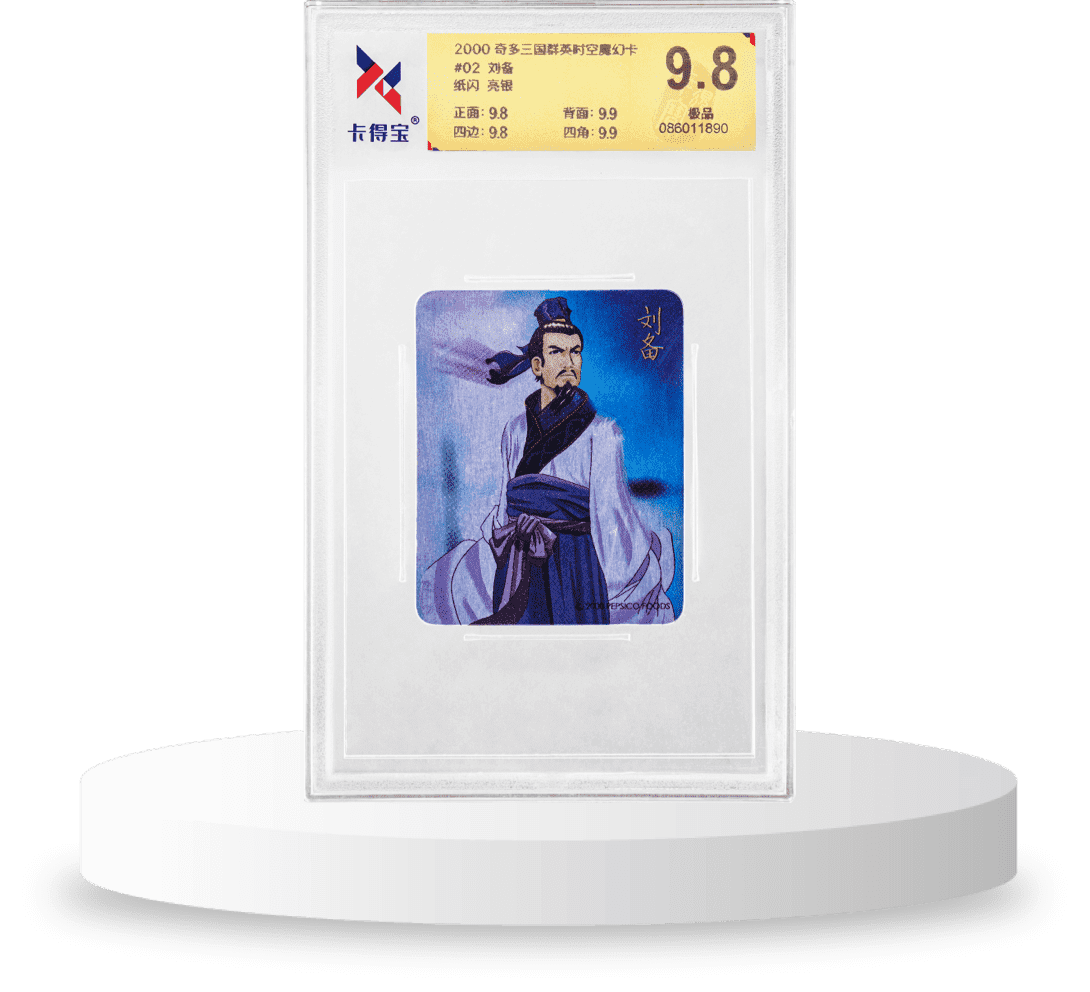 2000 奇多三国群英时空魔幻卡
#02 刘备
纸闪 亮银
正面: 9.8 背面: 9.9
四边: 9.8 四角: 9.9
9.8
极品
086011890
卡得宝®
刘备
PEPSICO FOODS